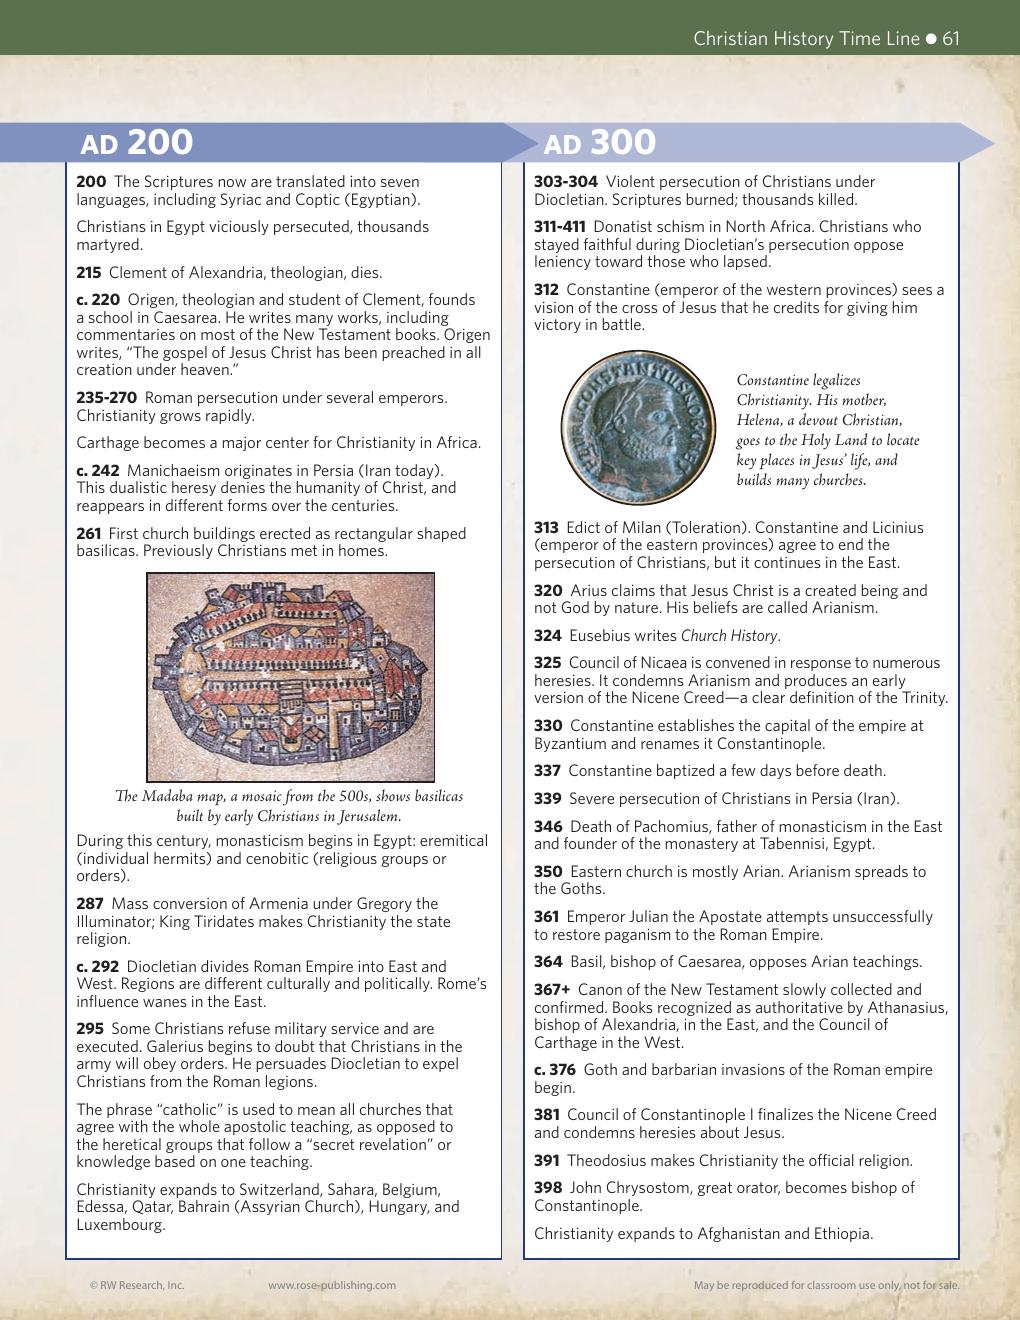 Christian History Time Line ● 61
AD 200
200 The Scriptures now are translated into seven
languages, including Syriac and Coptic (Egyptian).
Christians in Egypt viciously persecuted, thousands
martyred.
215 Clement of Alexandria, theologian, dies.
c. 220 Origen, theologian and student of Clement, founds
a school in Caesarea. He writes many works, including
commentaries on most of the New Testament books. Origen
writes, “The gospel of Jesus Christ has been preached in all
creation under heaven.”
235-270 Roman persecution under several emperors.
Christianity grows rapidly.
Carthage becomes a major center for Christianity in Africa.
c. 242 Manichaeism originates in Persia (Iran today).
This dualistic heresy denies the humanity of Christ, and
reappears in different forms over the centuries.
261 First church buildings erected as rectangular shaped
basilicas. Previously Christians met in homes.
The Madaba map, a mosaic from the 500s, shows basilicas
built by early Christians in Jerusalem.
During this century, monasticism begins in Egypt: eremitical
(individual hermits) and cenobitic (religious groups or
orders).
287 Mass conversion of Armenia under Gregory the
Illuminator; King Tiridates makes Christianity the state
religion.
c. 292 Diocletian divides Roman Empire into East and
West. Regions are different culturally and politically. Rome’s
influence wanes in the East.
295 Some Christians refuse military service and are
executed. Galerius begins to doubt that Christians in the
army will obey orders. He persuades Diocletian to expel
Christians from the Roman legions.
The phrase “catholic” is used to mean all churches that
agree with the whole apostolic teaching, as opposed to
the heretical groups that follow a “secret revelation” or
knowledge based on one teaching.
Christianity expands to Switzerland, Sahara, Belgium,
Edessa, Qatar, Bahrain (Assyrian Church), Hungary, and
Luxembourg.
AD 300
303-304 Violent persecution of Christians under
Diocletian. Scriptures burned; thousands killed.
311-411 Donatist schism in North Africa. Christians who
stayed faithful during Diocletian’s persecution oppose
leniency toward those who lapsed.
312 Constantine (emperor of the western provinces) sees a
vision of the cross of Jesus that he credits for giving him
victory in battle.
CONSTANTIUS
Constantine legalizes
Christianity. His mother,
Helena, a devout Christian,
goes to the Holy Land to locate
key places in Jesus’ life, and
builds many churches.
313 Edict of Milan (Toleration). Constantine and Licinius
(emperor of the eastern provinces) agree to end the
persecution of Christians, but it continues in the East.
320 Arius claims that Jesus Christ is a created being and
not God by nature. His beliefs are called Arianism.
324 Eusebius writes Church History.
325 Council of Nicaea is convened in response to numerous
heresies. It condemns Arianism and produces an early
version of the Nicene Creed—a clear definition of the Trinity.
330 Constantine establishes the capital of the empire at
Byzantium and renames it Constantinople.
337 Constantine baptized a few days before death.
339 Severe persecution of Christians in Persia (Iran).
346 Death of Pachomius, father of monasticism in the East
and founder of the monastery at Tabennisi, Egypt.
350 Eastern church is mostly Arian. Arianism spreads to
the Goths.
361 Emperor Julian the Apostate attempts unsuccessfully
to restore paganism to the Roman Empire.
364 Basil, bishop of Caesarea, opposes Arian teachings.
367+ Canon of the New Testament slowly collected and
confirmed. Books recognized as authoritative by Athanasius,
bishop of Alexandria, in the East, and the Council of
Carthage in the West.
c. 376 Goth and barbarian invasions of the Roman empire
begin.
381 Council of Constantinople I finalizes the Nicene Creed
and condemns heresies about Jesus.
391 Theodosius makes Christianity the official religion.
398 John Chrysostom, great orator, becomes bishop of
Constantinople.
Christianity expands to Afghanistan and Ethiopia.
© RW Research, Inc. www.rose-publishing.com May be reproduced for classroom use only, not for sale.